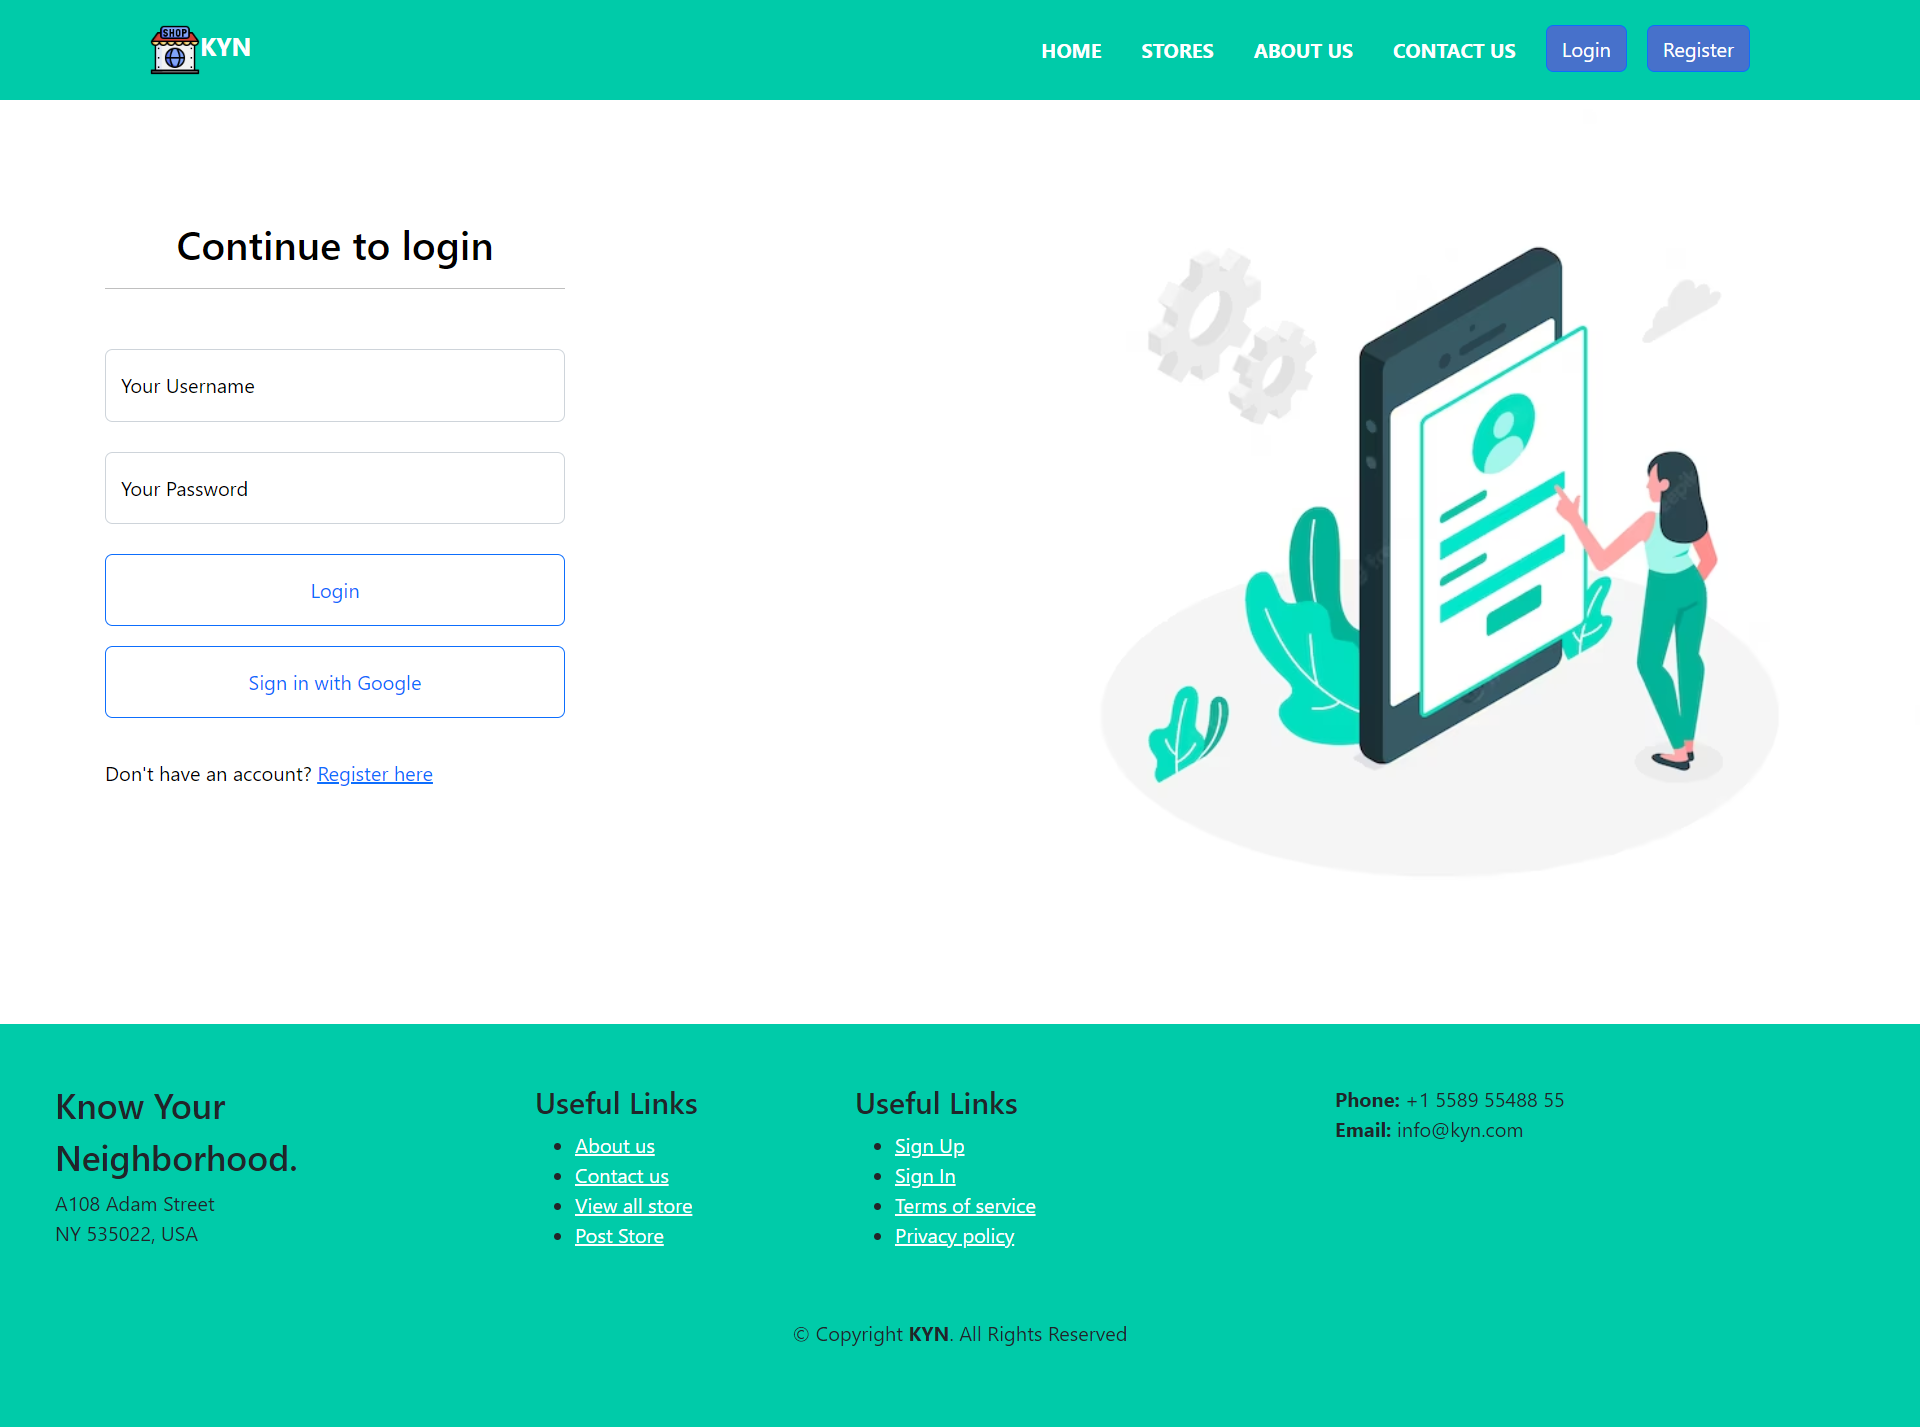 SHOP
KYN
HOME
STORES
ABOUT US
CONTACT US
Login
Register
Continue to login
Your Username
Your Password
Login
Sign in with Google
Don't have an account? Register here
Know Your
Neighborhood.
A108 Adam Street
NY 535022, USA
Useful Links
About us
Contact us
View all store
Post Store
Useful Links
Sign Up
Sign In
Terms of service
Privacy policy
Phone: +1 5589 55488 55
Email: info@kyn.com
© Copyright KYN. All Rights Reserved